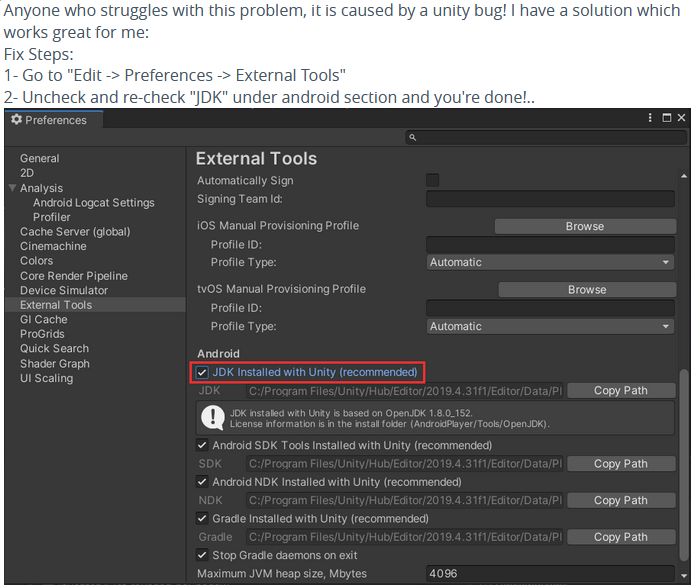 Anyone who struggles with this problem, it is caused by a unity bug! I have a solution which
works great for me:
Fix Steps:
1- Go to "Edit -> Preferences -> External Tools"
2- Uncheck and re-check "JDK" under android section and you're done!..
Preferences
General
2D
Analysis
Android Logcat Settings
Profiler
Cache Server (global)
Cinemachine
Colors
Core Render Pipeline
Device Simulator
External Tools
GI Cache
ProGrids
Quick Search
Shader Graph
UI Scaling
External Tools
Automatically Sign
Signing Team Id:
iOS Manual Provisioning Profile Browse
Profile ID:
Profile Type: Automatic
tvOS Manual Provisioning Profile Browse
Profile ID:
Profile Type: Automatic
Android
JDK Installed with Unity (recommended)
JDK C:/Program Files/Unity/Hub/Editor/2019.4.31f1/Editor/Data/Pl Copy Path
JDK installed with Unity is based on OpenJDK 1.8.0_152.
License information is in the install folder (AndroidPlayer/Tools/OpenJDK).
Android SDK Tools Installed with Unity (recommended)
SDK C:/Program Files/Unity/Hub/Editor/2019.4.31f1/Editor/Data/Pl Copy Path
Android NDK Installed with Unity (recommended)
NDK C:/Program Files/Unity/Hub/Editor/2019.4.31f1/Editor/Data/Pl Copy Path
Gradle Installed with Unity (recommended)
Gradle C:/Program Files/Unity/Hub/Editor/2019.4.31f1/Editor/Data/Pl Copy Path
Stop Gradle daemons on exit
Maximum JVM heap size, Mbytes 4096